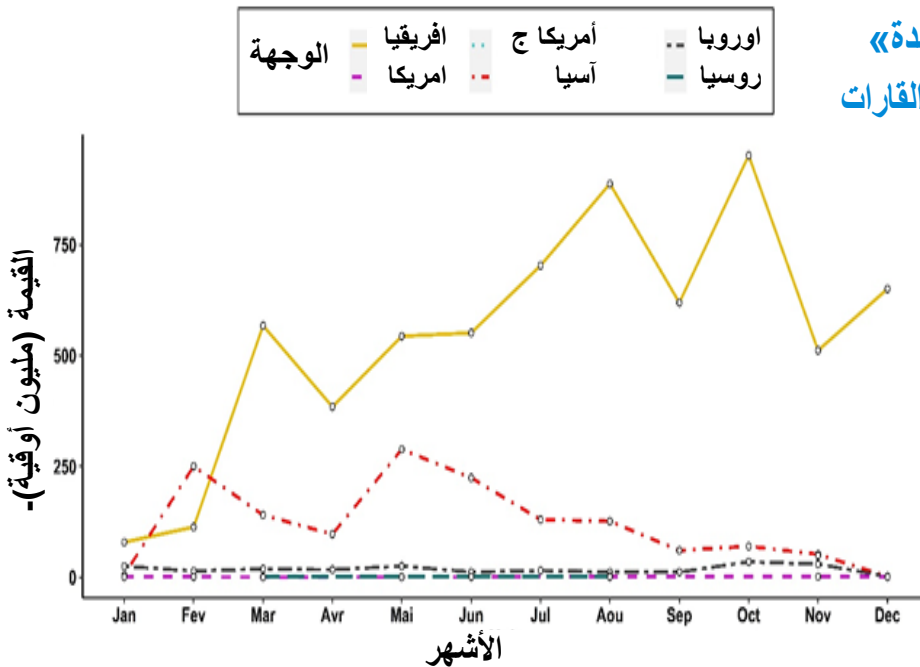 دة»
القارات
الوجهة افريقيا أمريكا ج اوروبا
امريكا آسيا روسيا
القيمة (مليون أوقية)-
750
500
250
0
Jan Fev Mar Avr Mai Jun Jul Aou Sep Oct Nov Dec
الأشهر